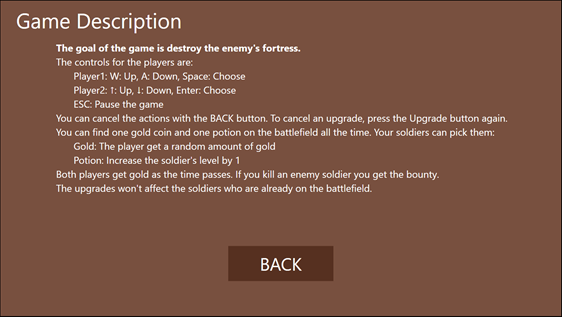 Game Description
The goal of the game is destroy the enemy's fortress.
The controls for the players are:
Player1: W: Up, A: Down, Space: Choose
Player2: ↑: Up, ↓: Down, Enter: Choose
ESC: Pause the game
You can cancel the actions with the BACK button. To cancel an upgrade, press the Upgrade button again.
You can find one gold coin and one potion on the battlefield all the time. Your soldiers can pick them:
Gold: The player get a random amount of gold
Potion: Increase the soldier's level by 1
Both players get gold as the time passes. If you kill an enemy soldier you get the bounty.
The upgrades won't affect the soldiers who are already on the battlefield.
BACK